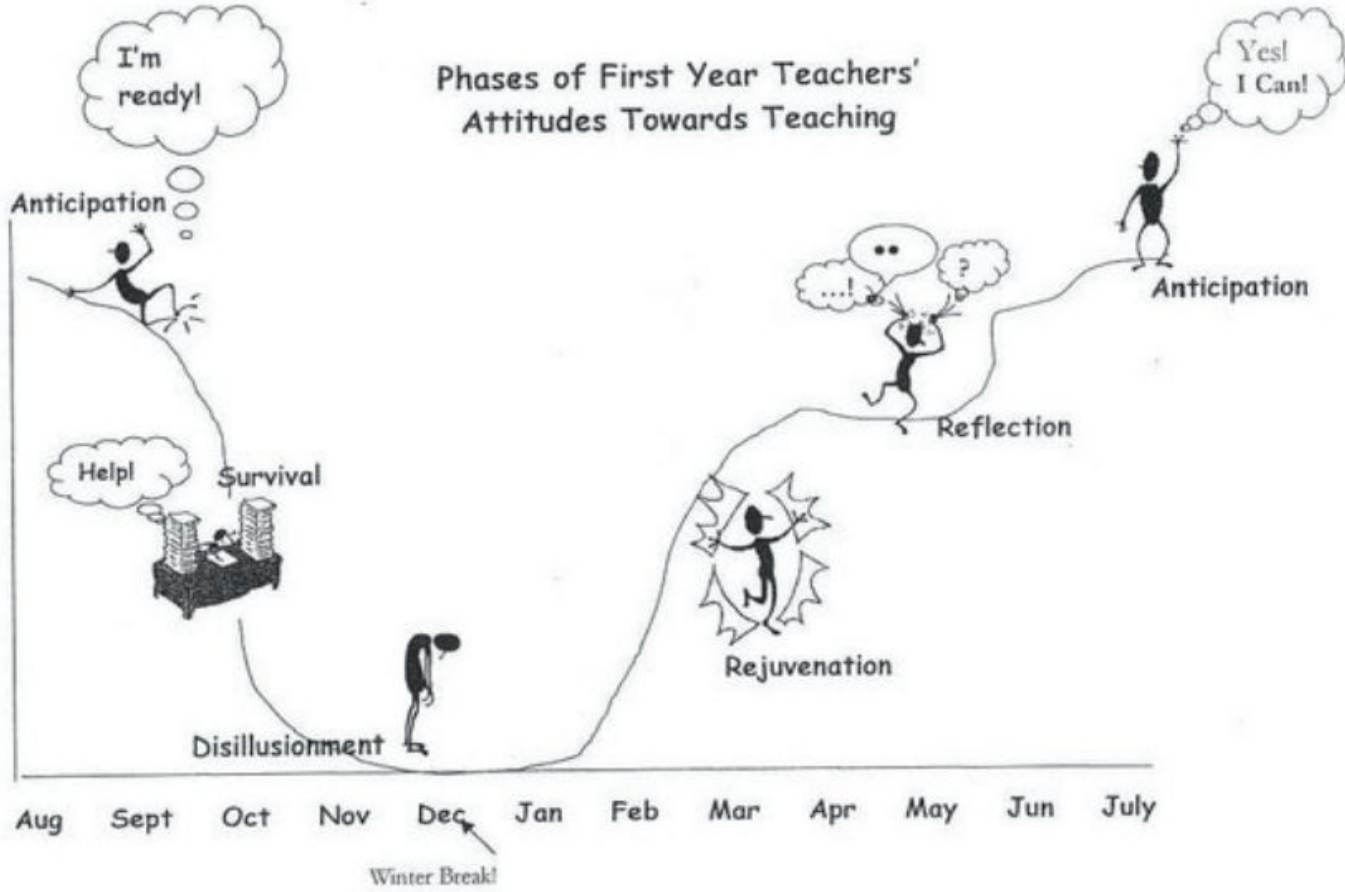 I'm
ready!
Phases of First Year Teachers'
Attitudes Towards Teaching
Yes!
I Can!
Anticipation
...!
?
Anticipation
Reflection
Help!
Survival
Rejuvenation
Disillusionment
Aug Sept Oct Nov Dec Jan Feb Mar Apr May Jun July
Winter Break!